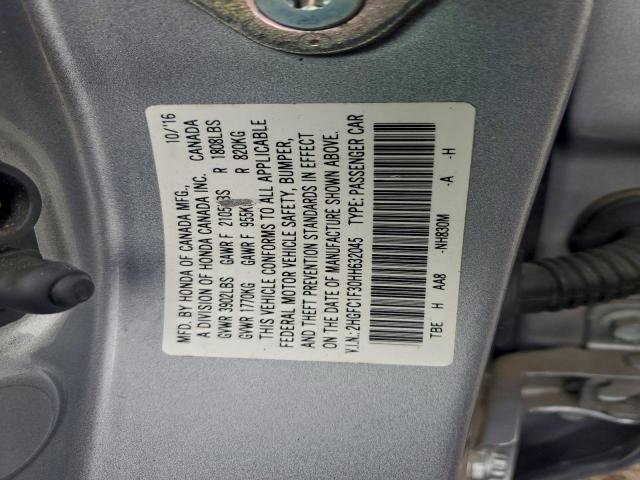 MFD. BY HONDA OF CANADA MFG., 10/16
A DIVISION OF HONDA CANADA INC. CANADA
GVWR 3902LBS GAWR F 2105LBS R 1808LBS
GVWR 1770KG GAWR F 955KG R 820KG
THIS VEHICLE CONFORMS TO ALL APPLICABLE
FEDERAL MOTOR VEHICLE SAFETY, BUMPER,
AND THEFT PREVENTION STANDARDS IN EFFECT
ON THE DATE OF MANUFACTURE SHOWN ABOVE.
V.I.N.:2HGFC1F30HH632045 TYPE: PASSENGER CAR
TBE H AA8 -NH830M -A -H